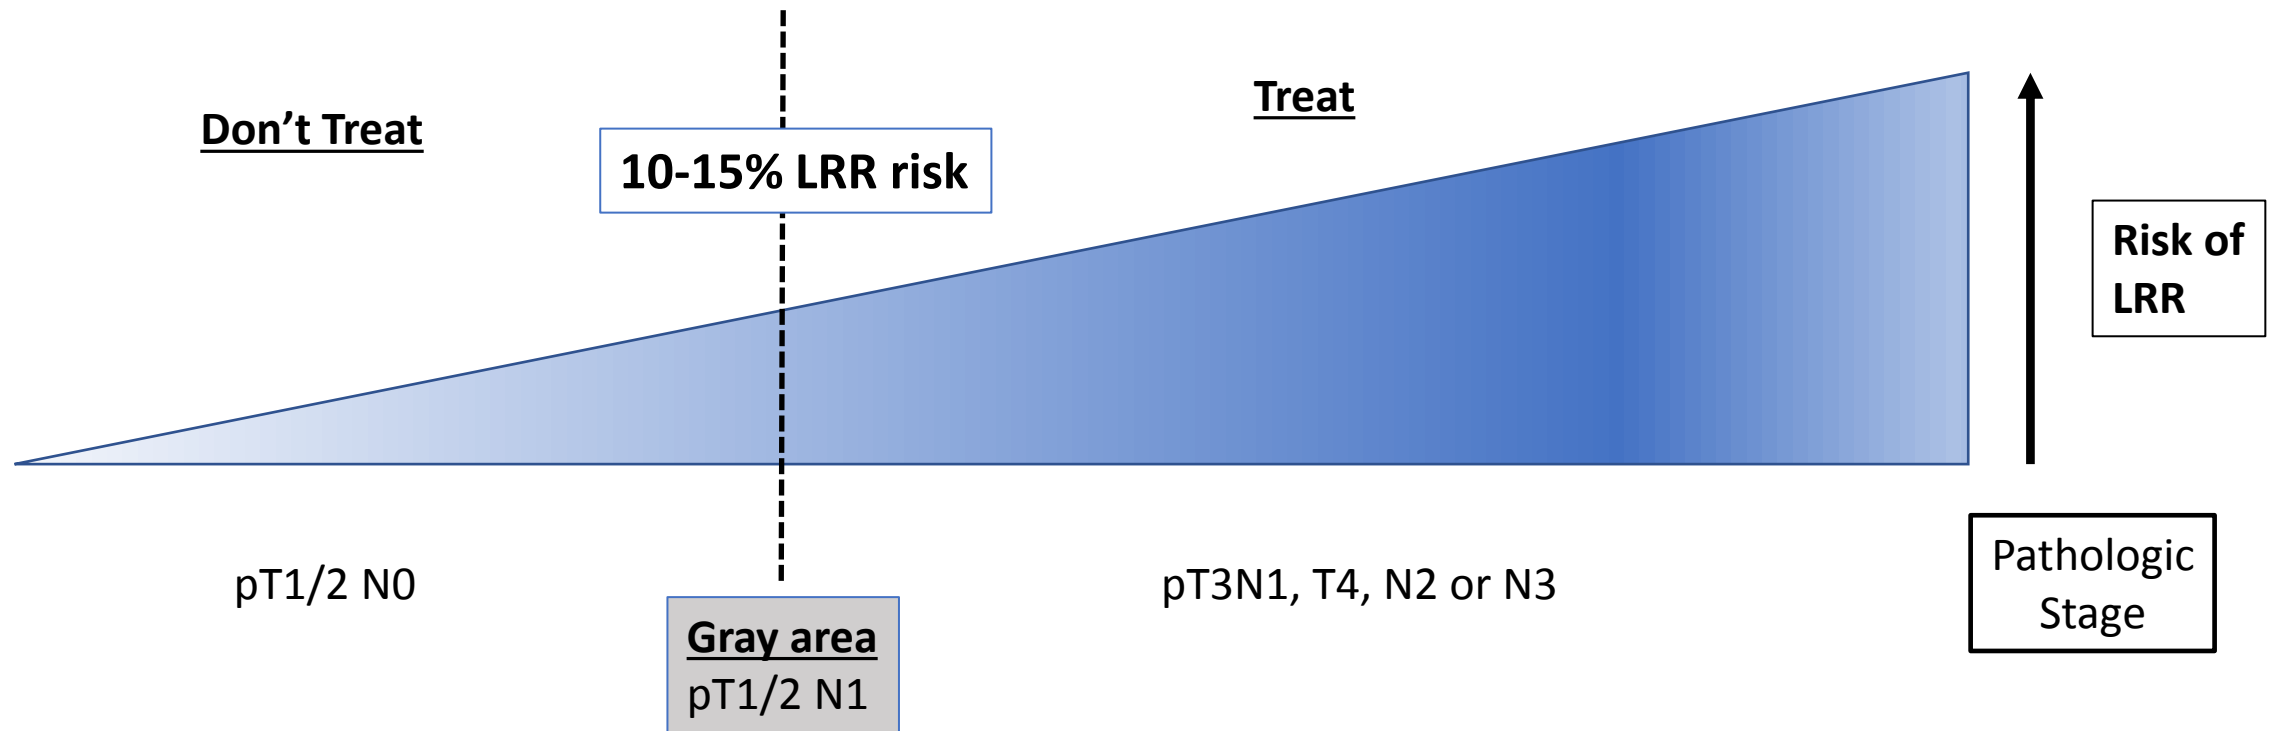 Don’t Treat
10-15% LRR risk
Treat
Risk of
LRR
pT1/2 N0
Gray area
pT1/2 N1
pT3N1, T4, N2 or N3
Pathologic
Stage